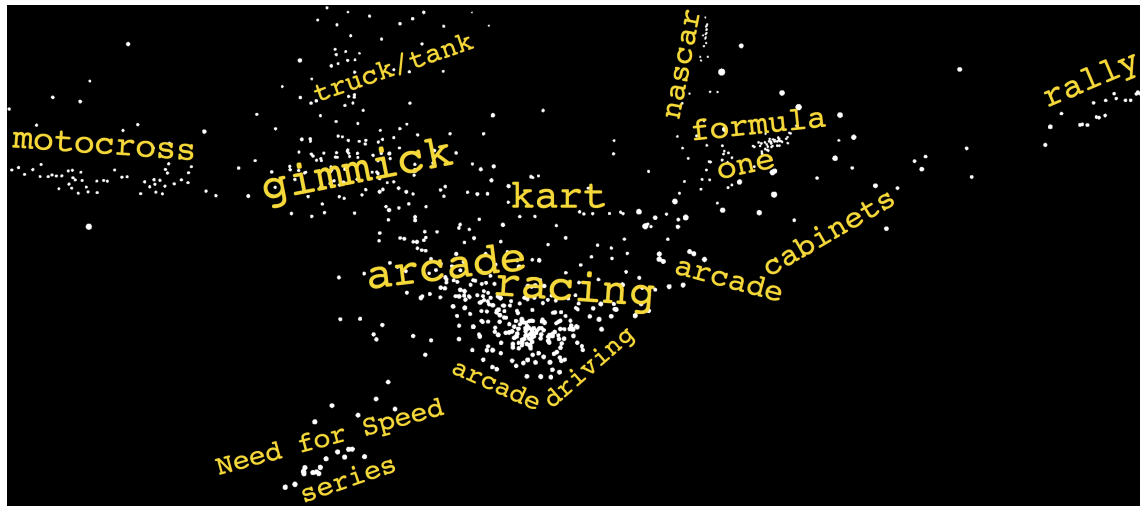 nascar
truck/tank
rally
motocross
formula
one
gimmick
kart
cabinets
arcade
arcade
racing
arcade
driving
Need for Speed
series